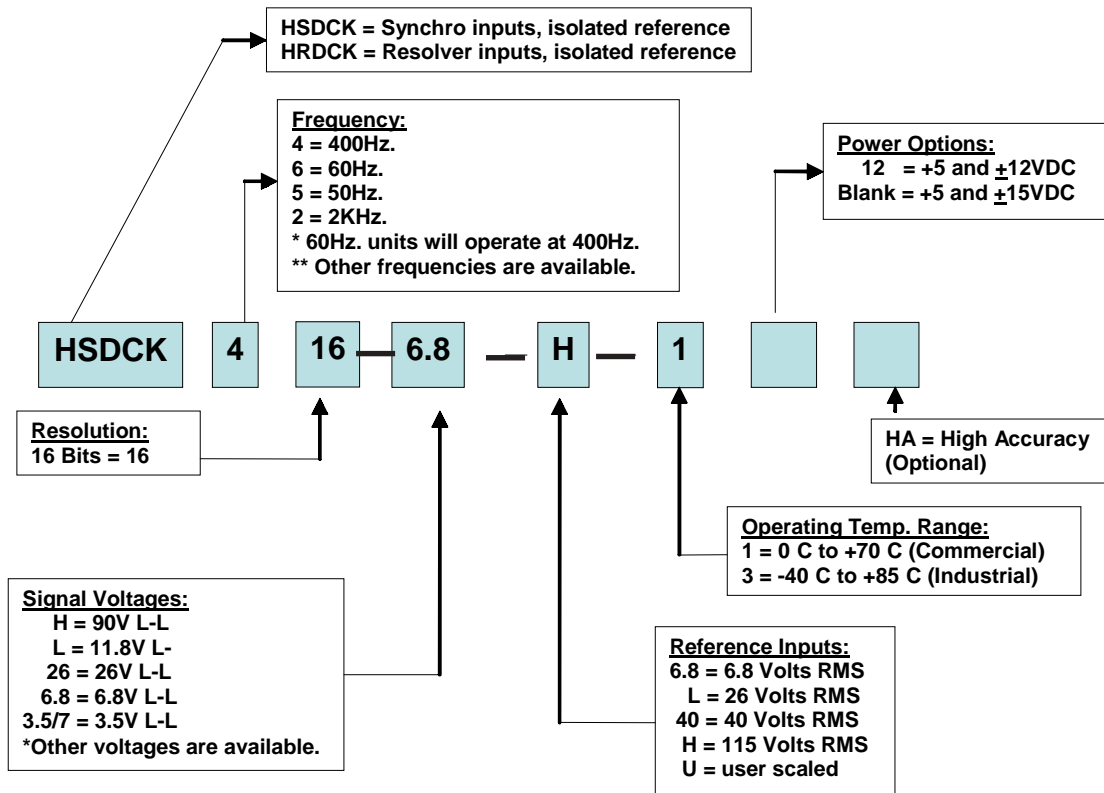 HSDCK = Synchro inputs, isolated reference
HRDCK = Resolver inputs, isolated reference
Frequency:
4 = 400Hz.
6 = 60Hz.
5 = 50Hz.
2 = 2KHz.
* 60Hz. units will operate at 400Hz.
** Other frequencies are available.
Power Options:
12 = +5 and ±12VDC
Blank = +5 and ±15VDC
HSDCK 4 16 — 6.8 — H — 1
Resolution:
16 Bits = 16
HA = High Accuracy
(Optional)
Operating Temp. Range:
1 = 0 C to +70 C (Commercial)
3 = -40 C to +85 C (Industrial)
Signal Voltages:
H = 90V L-L
L = 11.8V L-
26 = 26V L-L
6.8 = 6.8V L-L
3.5/7 = 3.5V L-L
*Other voltages are available.
Reference Inputs:
6.8 = 6.8 Volts RMS
L = 26 Volts RMS
40 = 40 Volts RMS
H = 115 Volts RMS
U = user scaled